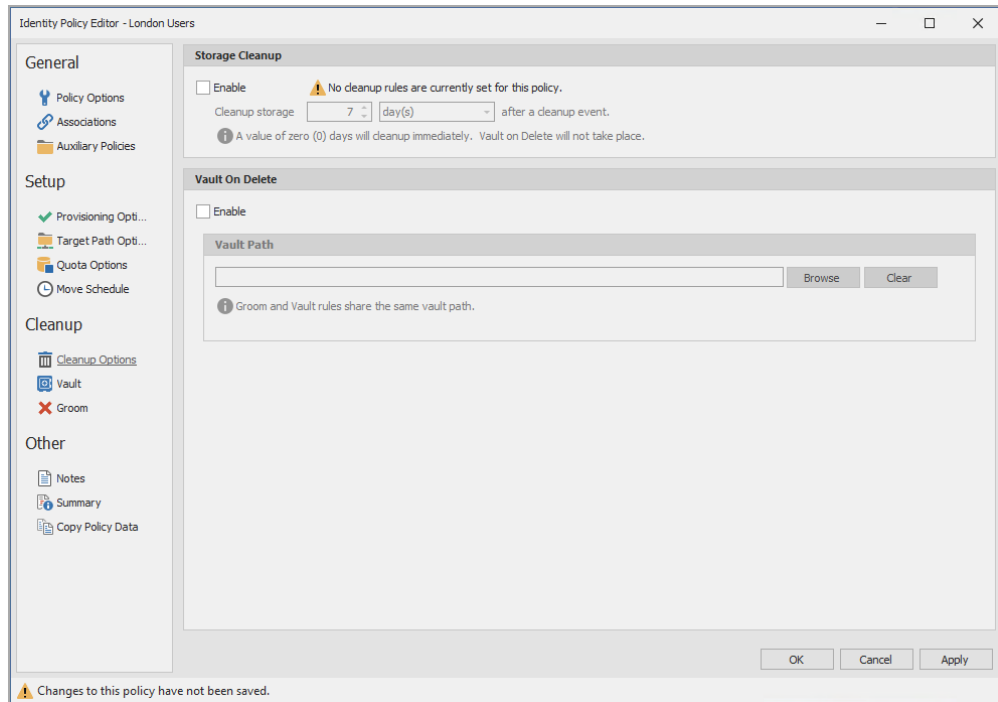 Identity Policy Editor - London Users
General
Policy Options
Associations
Auxiliary Policies
Setup
Provisioning Opti...
Target Path Opti...
Quota Options
Move Schedule
Cleanup
Cleanup Options
Vault
Groom
Other
Notes
Summary
Copy Policy Data
Storage Cleanup
Enable No cleanup rules are currently set for this policy.
Cleanup storage 7 day(s) after a cleanup event.
A value of zero (0) days will cleanup immediately. Vault on Delete will not take place.
Vault On Delete
Enable
Vault Path
Browse Clear
Groom and Vault rules share the same vault path.
OK Cancel Apply
Changes to this policy have not been saved.